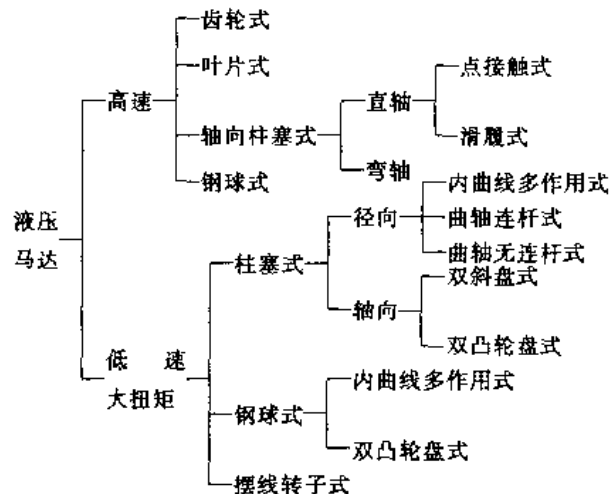 齿轮式
叶片式
点接触式
高速
直轴
轴向柱塞式
滑履式
弯轴
钢球式
内曲线多作用式
液压
马达
径向
曲轴连杆式
曲轴无连杆式
柱塞式
双斜盘式
轴向
双凸轮盘式
低 速
大扭矩
内曲线多作用式
钢球式
双凸轮盘式
摆线转子式